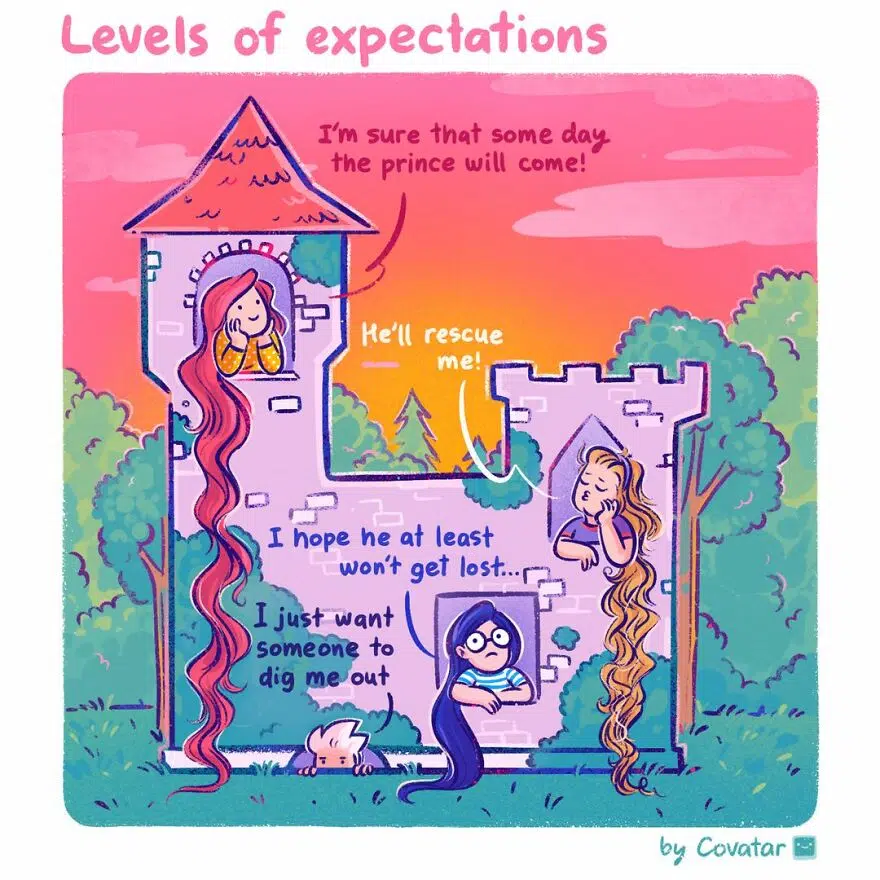 Levels of expectations
I'm sure that some day
the prince will come!
He'll rescue
me!
I hope he at least
won't get lost...
I just want
someone to
dig me out
by Covatar